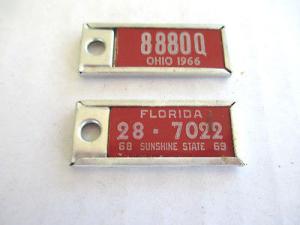 8880Q
OHIO 1966
FLORIDA
28 - 7022
68 SUNSHINE STATE 69